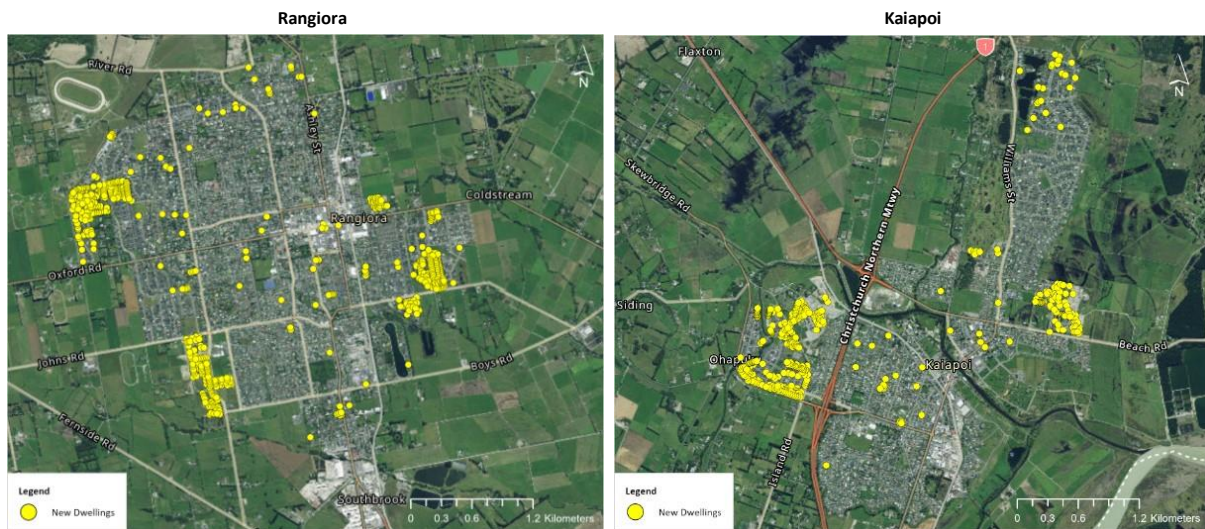 Rangiora
Kaiapoi
River Rd
Ashley St
Coldstream
Rangiora
Oxford Rd
Johns Rd
Boys Rd
Fernside Rd
Southbrook
N
Legend
New Dwellings
0 0.3 0.6 1.2 Kilometers
Flaxton
1
N
Skewbridge Rd
Williams St
Christchurch Northern Mtwy
Siding
Kaiapoi
Beach Rd
Island Rd
Legend
New Dwellings
0 0.3 0.6 1.2 Kilometers